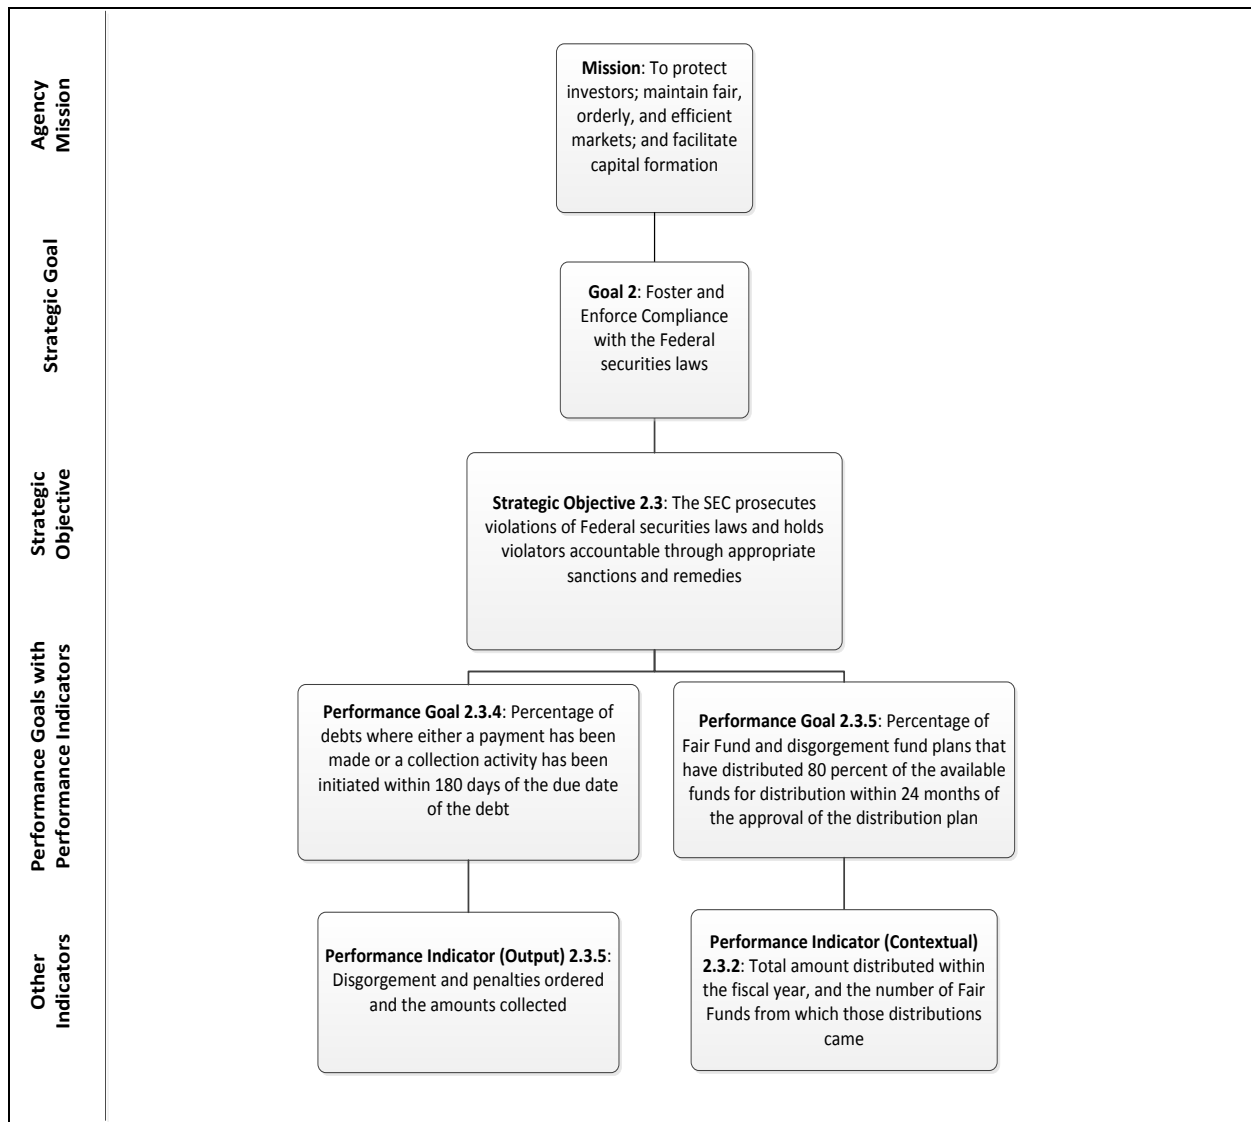 Agency
Mission
Mission: To protect
investors; maintain fair,
orderly, and efficient
markets; and facilitate
capital formation
Strategic Goal
Goal 2: Foster and
Enforce Compliance
with the Federal
securities laws
Strategic
Objective
Strategic Objective 2.3: The SEC prosecutes
violations of Federal securities laws and holds
violators accountable through appropriate
sanctions and remedies
Performance Goals with
Performance Indicators
Performance Goal 2.3.4: Percentage of
debts where either a payment has been
made or a collection activity has been
initiated within 180 days of the due date
of the debt
Performance Goal 2.3.5: Percentage of
Fair Fund and disgorgement fund plans that
have distributed 80 percent of the available
funds for distribution within 24 months of
the approval of the distribution plan
Other
Indicators
Performance Indicator (Output) 2.3.5:
Disgorgement and penalties ordered
and the amounts collected
Performance Indicator (Contextual)
2.3.2: Total amount distributed within
the fiscal year, and the number of Fair
Funds from which those distributions
came